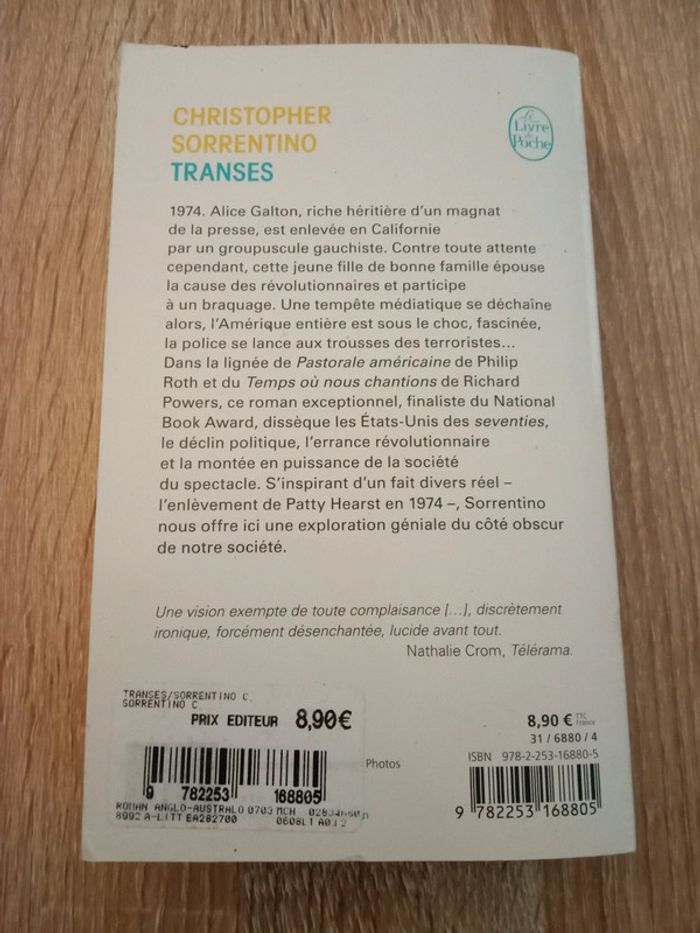 CHRISTOPHER
SORRENTINO
TRANSES
Le
Livre
de
Poche
1974. Alice Galton, riche héritière d'un magnat
de la presse, est enlevée en Californie
par un groupuscule gauchiste. Contre toute attente
cependant, cette jeune fille de bonne famille épouse
la cause des révolutionnaires et participe
à un braquage. Une tempête médiatique se déchaîne
alors, l'Amérique entière est sous le choc, fascinée,
la police se lance aux trousses des terroristes…
Dans la lignée de Pastorale américaine de Philip
Roth et du Temps où nous chantions de Richard
Powers, ce roman exceptionnel, finaliste du National
Book Award, dissèque les États-Unis des seventies,
le déclin politique, l'errance révolutionnaire
et la montée en puissance de la société
du spectacle. S'inspirant d'un fait divers réel –
l'enlèvement de Patty Hearst en 1974 –, Sorrentino
nous offre ici une exploration géniale du côté obscur
de notre société.
Une vision exempte de toute complaisance […], discrètement
ironique, forcément désenchantée, lucide avant tout.
Nathalie Crom, Télérama.
TRANSES/SORRENTINO C.
SORRENTINO C.
PRIX EDITEUR 8,90€
9 782253 168805
ROMAN ANGLO-AUSTRALO 0703 MCH
8992 A-LITT EA282700
Photos
8,90 € TTC France
31 / 6880 / 4
ISBN 978-2-253-16880-5
9 782253 168805